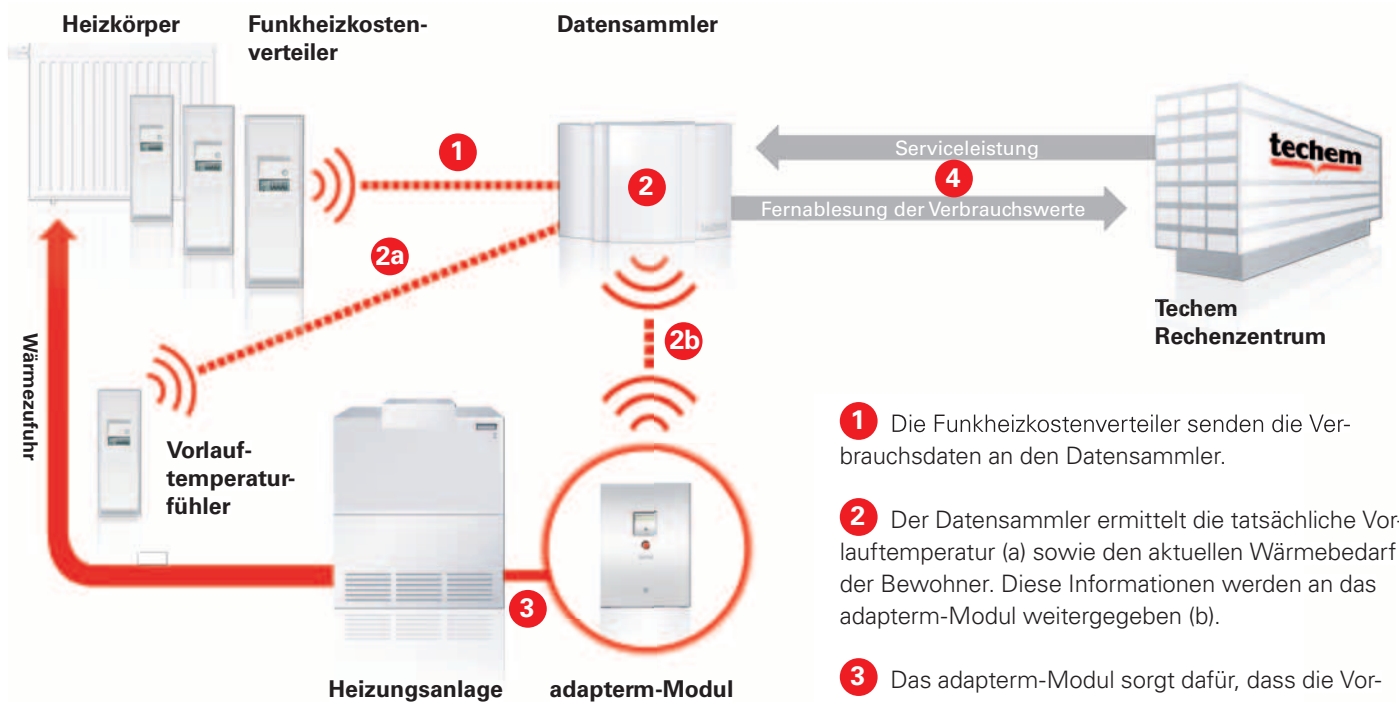 Heizkörper
Funkheizkosten-
verteiler
Datensammler
1
2
Serviceleistung
4
Fernablesung der Verbrauchswerte
techem
Techem
Rechenzentrum
2a
2b
Wärmezufuhr
Vorlauf-
temperatur-
fühler
3
Heizungsanlage
adapterm-Modul
1 Die Funkheizkostenverteiler senden die Ver-
brauchsdaten an den Datensammler.
2 Der Datensammler ermittelt die tatsächliche Vor-
lauftemperatur (a) sowie den aktuellen Wärmebedarf
der Bewohner. Diese Informationen werden an das
adapterm-Modul weitergegeben (b).
3 Das adapterm-Modul sorgt dafür, dass die Vor-